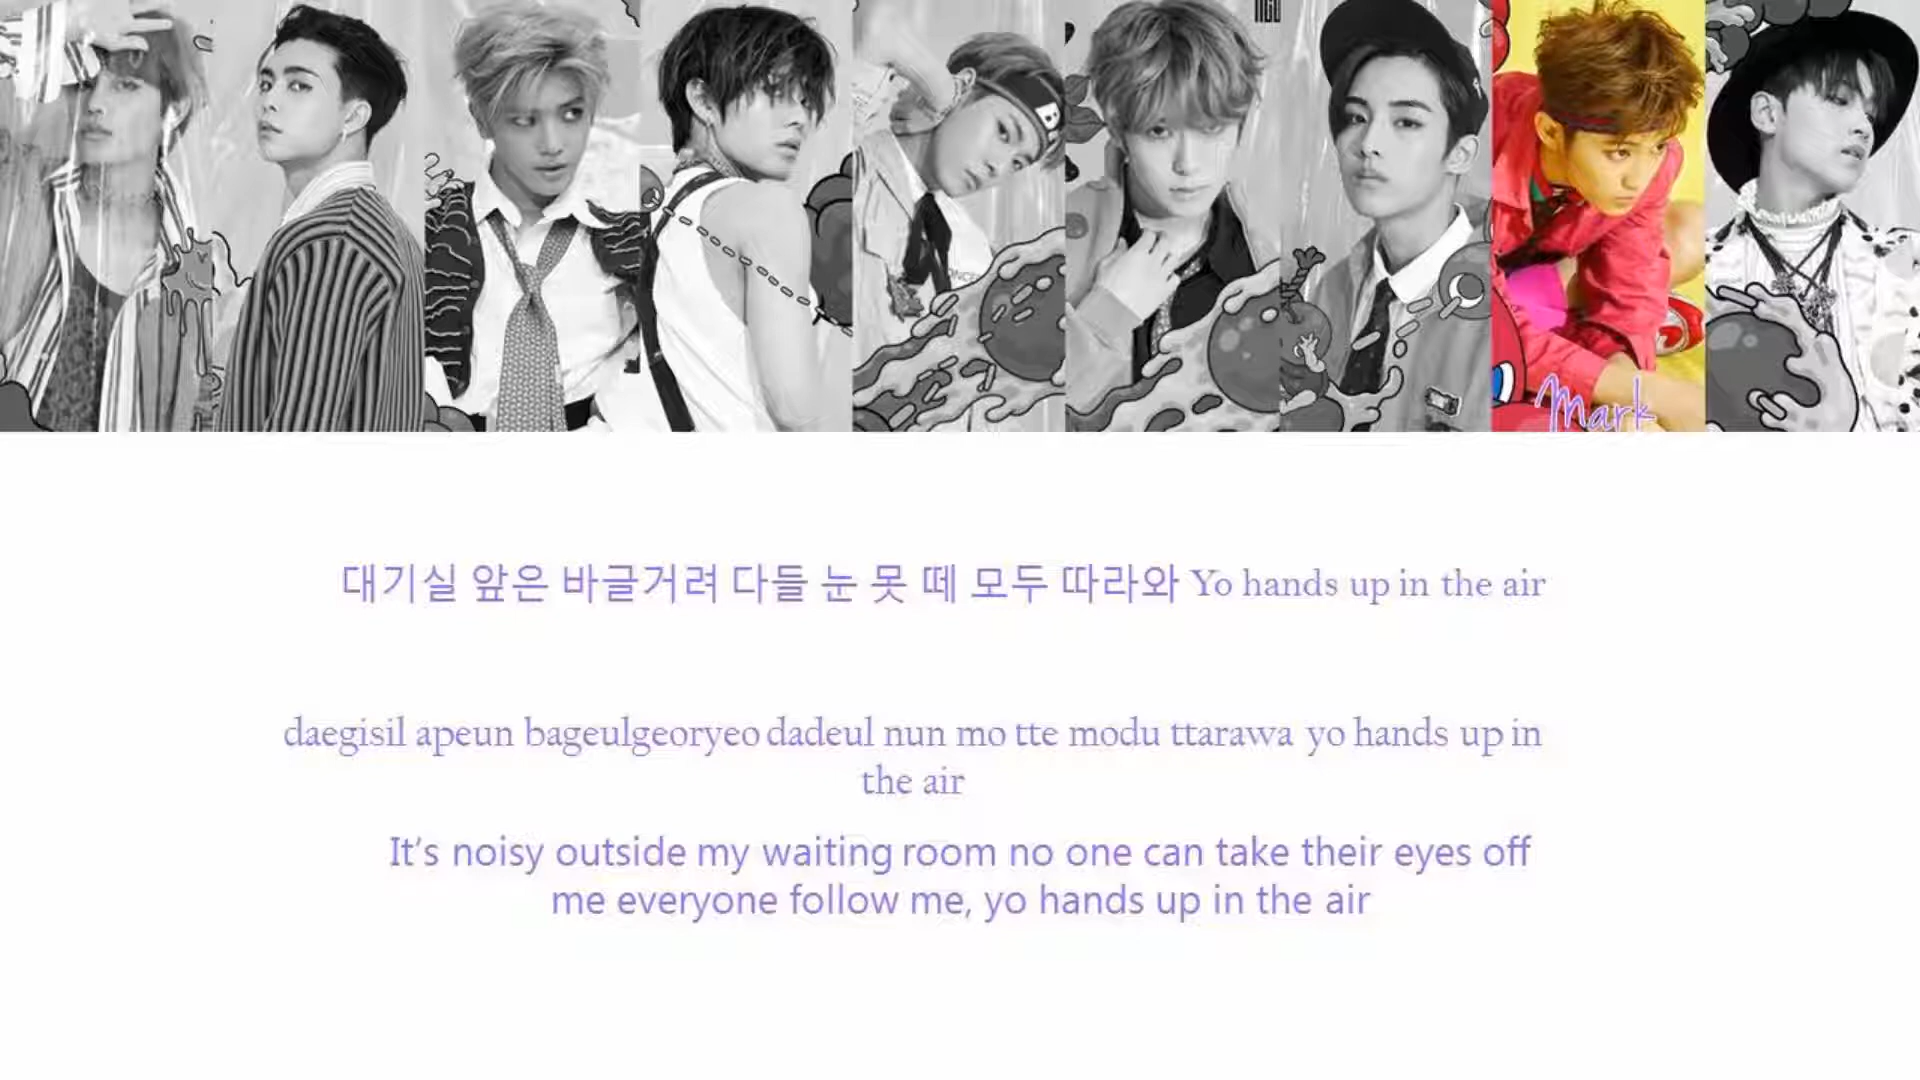 Mark
대기실 앞은 바글거려 다들 눈 못 떼 모두 따라와 Yo hands up in the air
daegisil apeun bageulgeoryeo dadeul nun mo tte modu ttarawa yo hands up in
the air
It's noisy outside my waiting room no one can take their eyes off
me everyone follow me, yo hands up in the air